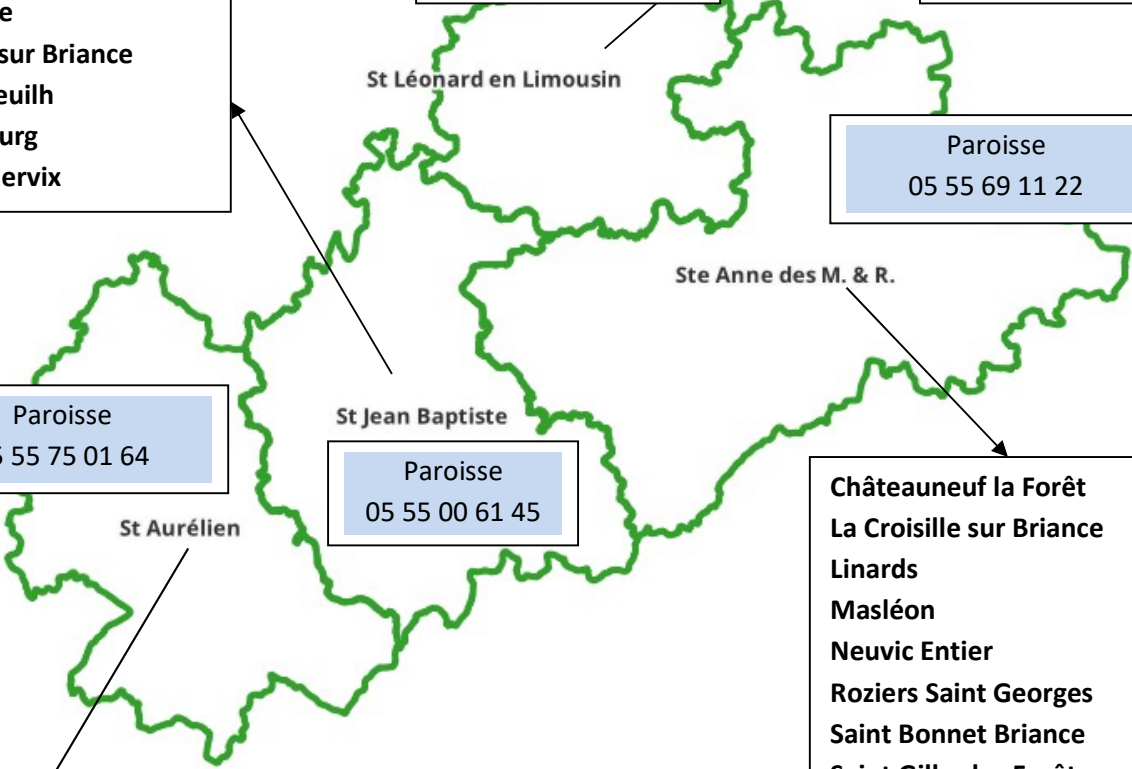 e
sur Briance
euilh
urg
ervix
St Léonard en Limousin
Paroisse
05 55 69 11 22
Ste Anne des M. & R.
Paroisse
5 55 75 01 64
St Jean Baptiste
Paroisse
05 55 00 61 45
St Aurélien
Châteauneuf la Forêt
La Croisille sur Briance
Linards
Masléon
Neuvic Entier
Roziers Saint Georges
Saint Bonnet Briance